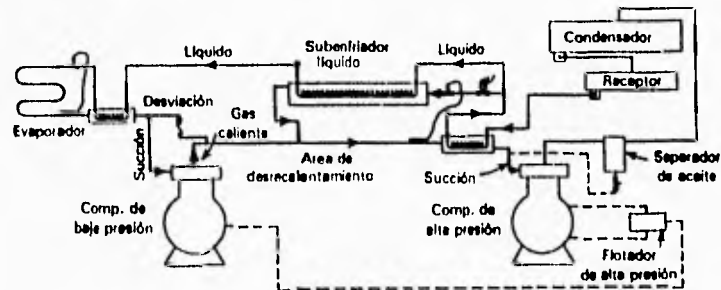 Líquido
Subenfriador
líquido
Líquido
Condensador
Receptor
Evaporador
Desviación
Gas
caliente
Succión
Area de
desrecalentamiento
Succión
Separador
de aceite
Comp. de
baje presión
Comp. de
alta presión
Flotador
de alta presión